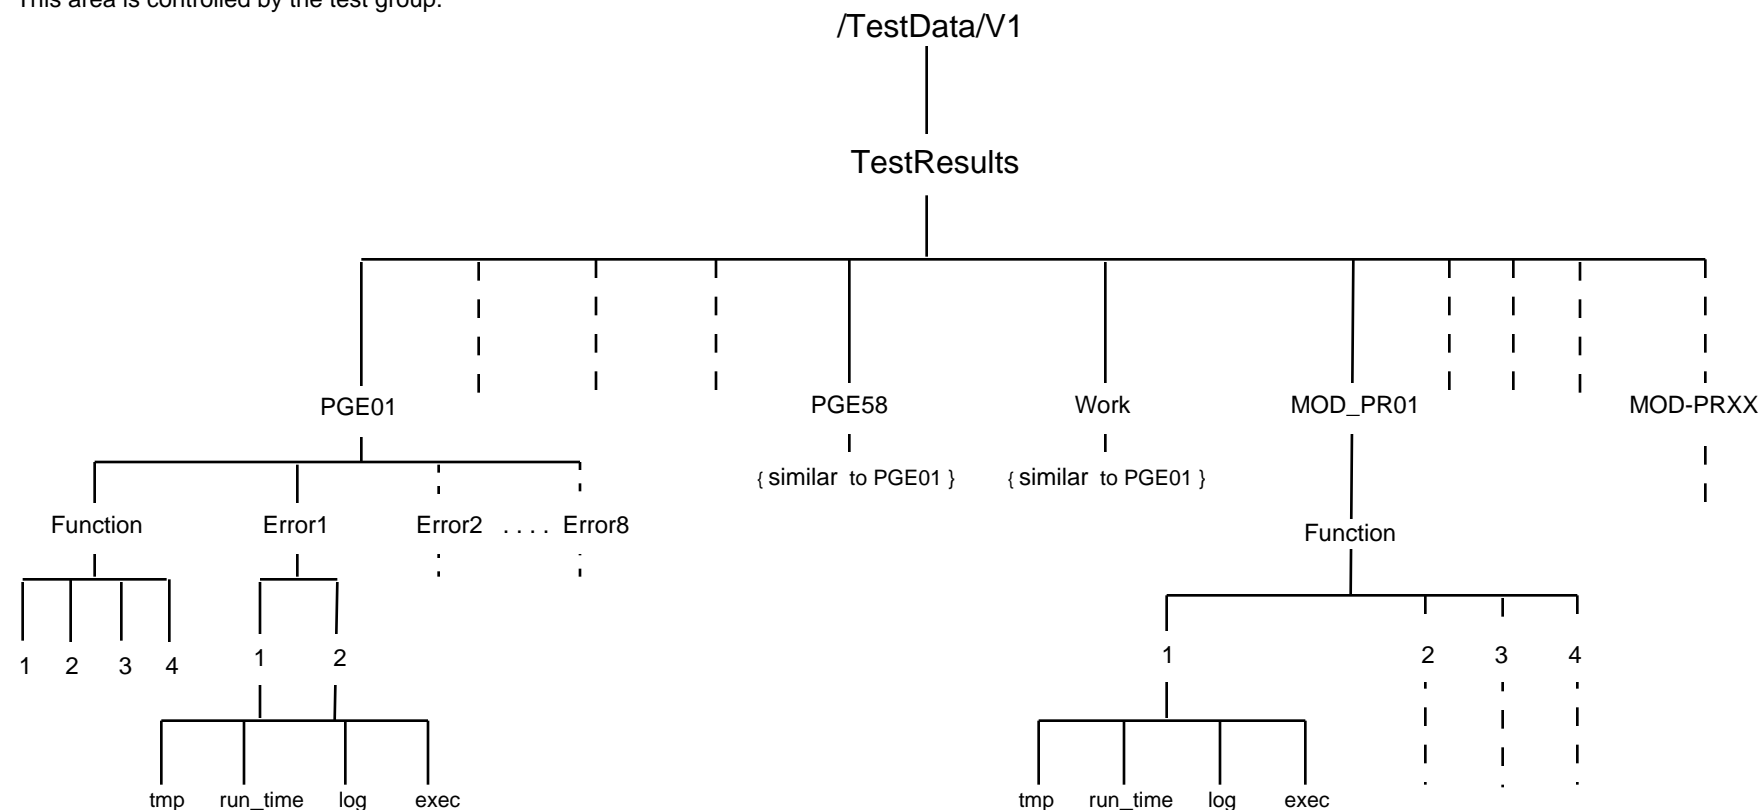 This area is controlled by the test group.
/TestData/V1
TestResults
PGE01
PGE58
Work
MOD_PR01
MOD-PRXX
{ similar to PGE01 }
{ similar to PGE01 }
Function
Error1
Error2 . . . . Error8
Function
1 2 3 4
1 2
1 2 3 4
tmp run_time log exec
tmp run_time log exec